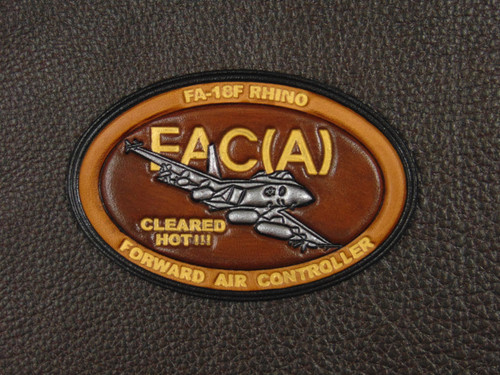 FA-18F RHINO
FAC(A)
CLEARED
HOT!!!
FORWARD AIR CONTROLLER